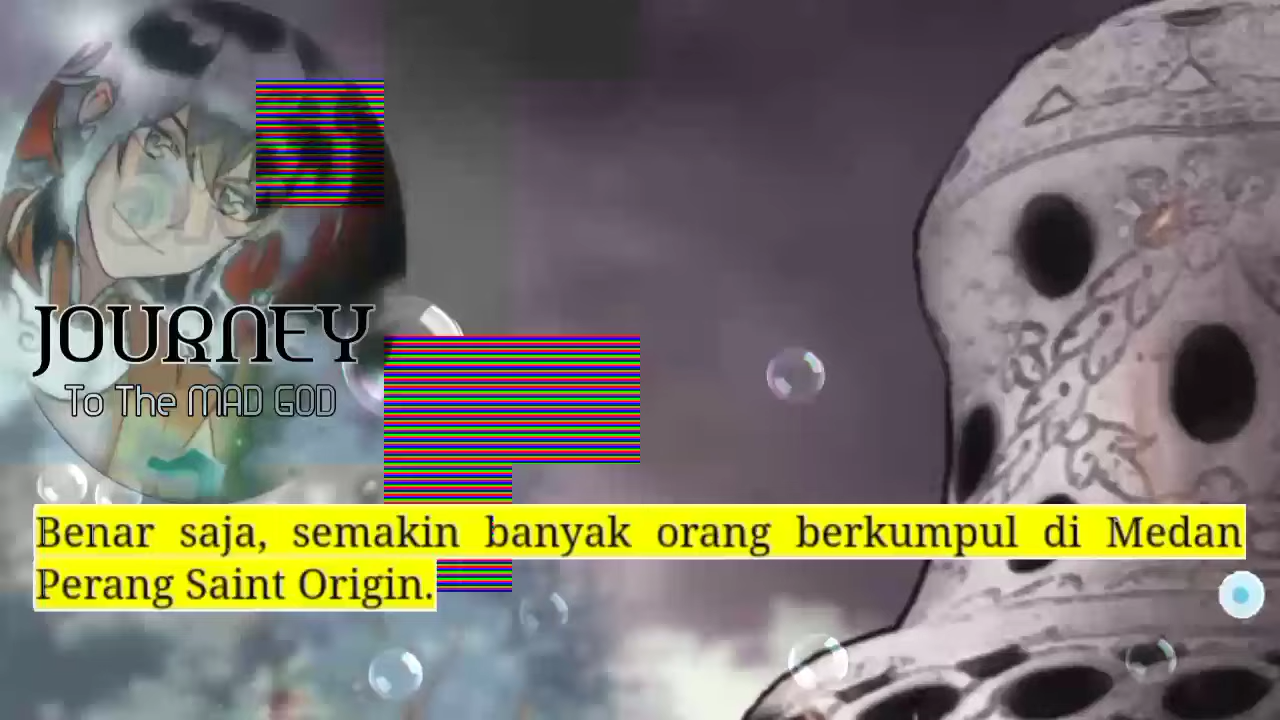 JOURNEY
To The MAD GOD
Benar saja, semakin banyak orang berkumpul di Medan
Perang Saint Origin.